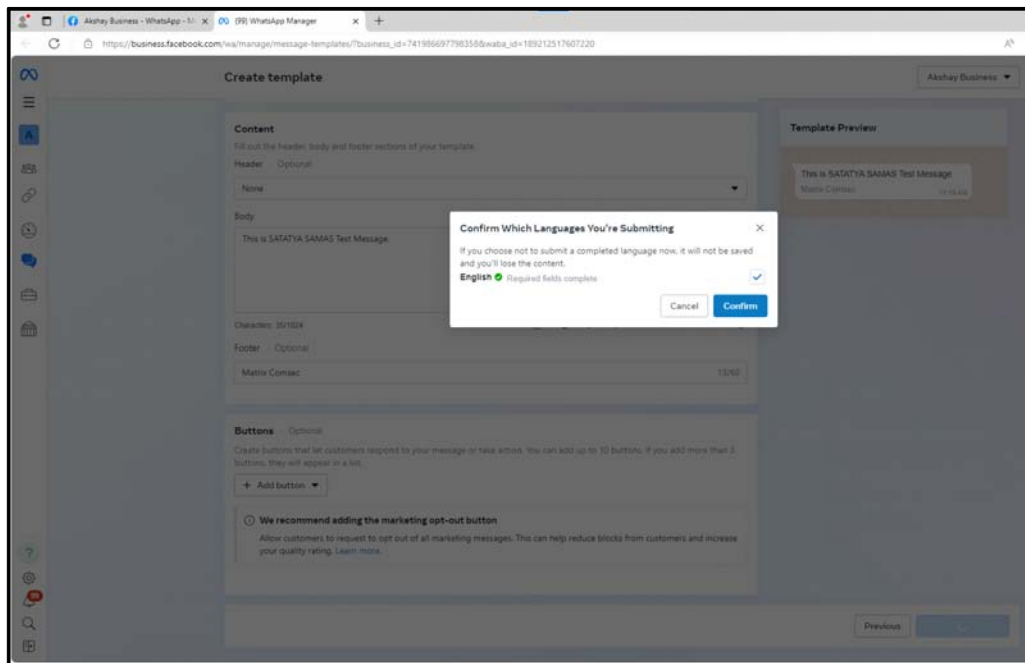 Akshay Business - WhatsApp - M
(99) WhatsApp Manager
https://business.facebook.com/wa/manage/message-templates/?business_id=741986697798358&waba_id=189212517607220
Create template
Akshay Business
A
Content
Fill out the header, body and footer sections of your template.
Header · Optional
None
Body
This is SATATYA SAMAS Test Message.
Characters: 35/1024
Footer · Optional
Matrix Comsec
13/60
Buttons · Optional
Create buttons that let customers respond to your message or take action. You can add up to 10 buttons. If you add more than 3
buttons, they will appear in a list.
+ Add button
We recommend adding the marketing opt-out button
Allow customers to request to opt out of all marketing messages. This can help reduce blocks from customers and increase
your quality rating. Learn more.
Previous
Template Preview
This is SATATYA SAMAS Test Message
Matrix Comsec
Confirm Which Languages You're Submitting
If you choose not to submit a completed language now, it will not be saved
and you'll lose the content.
English Required fields complete
Cancel
Confirm